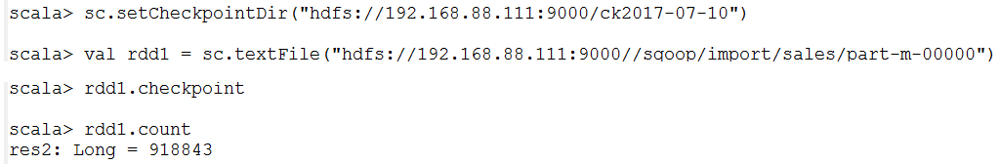 scala> sc.setCheckpointDir("hdfs://192.168.88.111:9000/ck2017-07-10")
scala> val rdd1 = sc.textFile("hdfs://192.168.88.111:9000//sqoop/import/sales/part-m-00000")
scala> rdd1.checkpoint
scala> rdd1.count
res2: Long = 918843